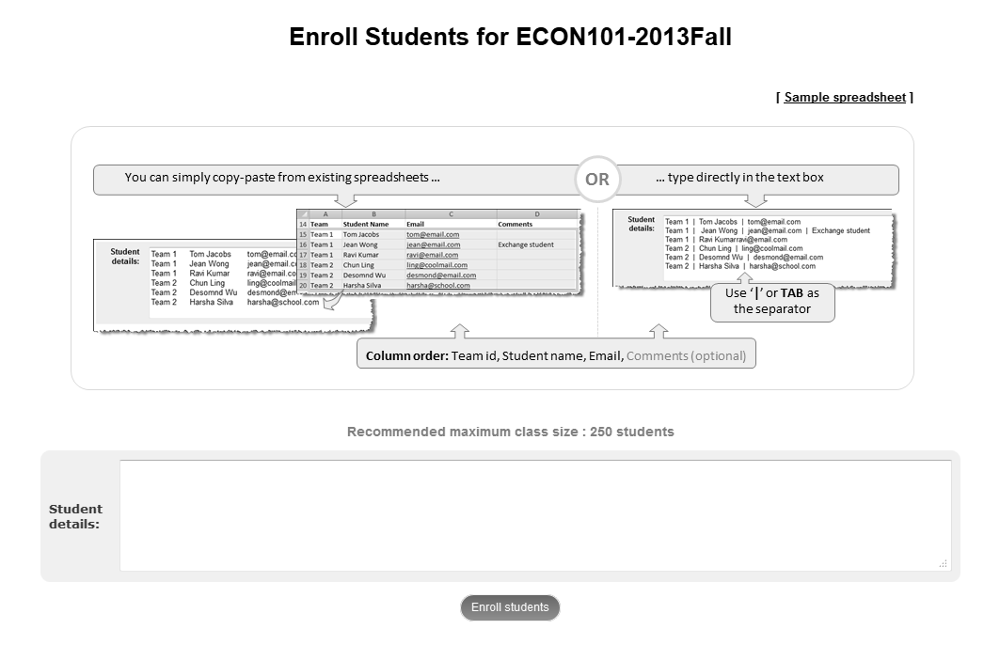 Enroll Students for ECON101-2013Fall
[ Sample spreadsheet ]
You can simply copy-paste from existing spreadsheets ...
OR
... type directly in the text box
Student details:
Team 1 Tom Jacobs tom@email.c
Team 1 Jean Wong jean@email.c
Team 1 Ravi Kumar ravi@email.co
Team 2 Chun Ling ling@coolmail
Team 2 Desomnd Wu desmond@en
Team 2 Harsha Silva harsha@school.com
A B C D
14 Team Student Name Email Comments
15 Team 1 Tom Jacobs tom@email.com
16 Team 1 Jean Wong jean@email.com Exchange student
17 Team 1 Ravi Kumar ravi@email.com
18 Team 2 Chun Ling ling@coolmail.com
19 Team 2 Desomnd Wu desmond@email.com
20 Team 2 Harsha Silva harsha@school.com
Student details:
Team 1 | Tom Jacobs | tom@email.com
Team 1 | Jean Wong | jean@email.com | Exchange student
Team 1 | Ravi Kumarravi@email.com
Team 2 | Chun Ling | ling@coolmail.com
Team 2 | Desomnd Wu | desmond@email.com
Team 2 | Harsha Silva | harsha@school.com
Use ‘|’ or TAB as
the separator
Column order: Team id, Student name, Email, Comments (optional)
Recommended maximum class size : 250 students
Student
details:
Enroll students